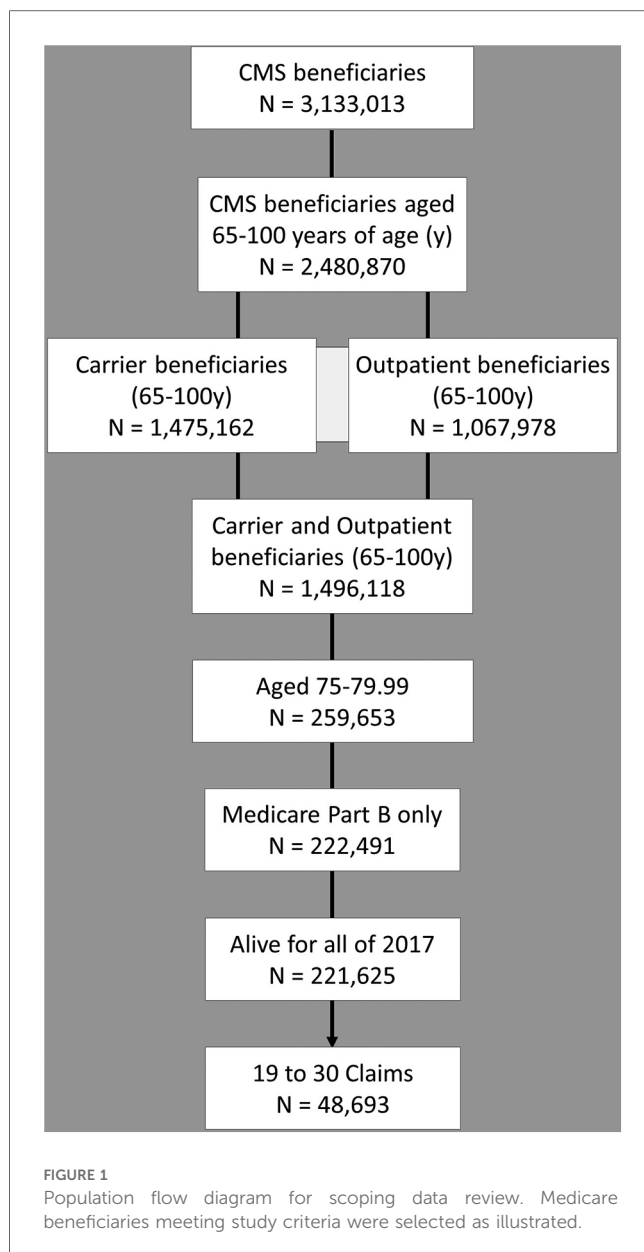 CMS beneficiaries
N = 3,133,013
CMS beneficiaries aged
65-100 years of age (y)
N = 2,480,870
Carrier beneficiaries
(65-100y)
N = 1,475,162
Outpatient beneficiaries
(65-100y)
N = 1,067,978
Carrier and Outpatient
beneficiaries (65-100y)
N = 1,496,118
Aged 75-79.99
N = 259,653
Medicare Part B only
N = 222,491
Alive for all of 2017
N = 221,625
19 to 30 Claims
N = 48,693
FIGURE 1
Population flow diagram for scoping data review. Medicare
beneficiaries meeting study criteria were selected as illustrated.